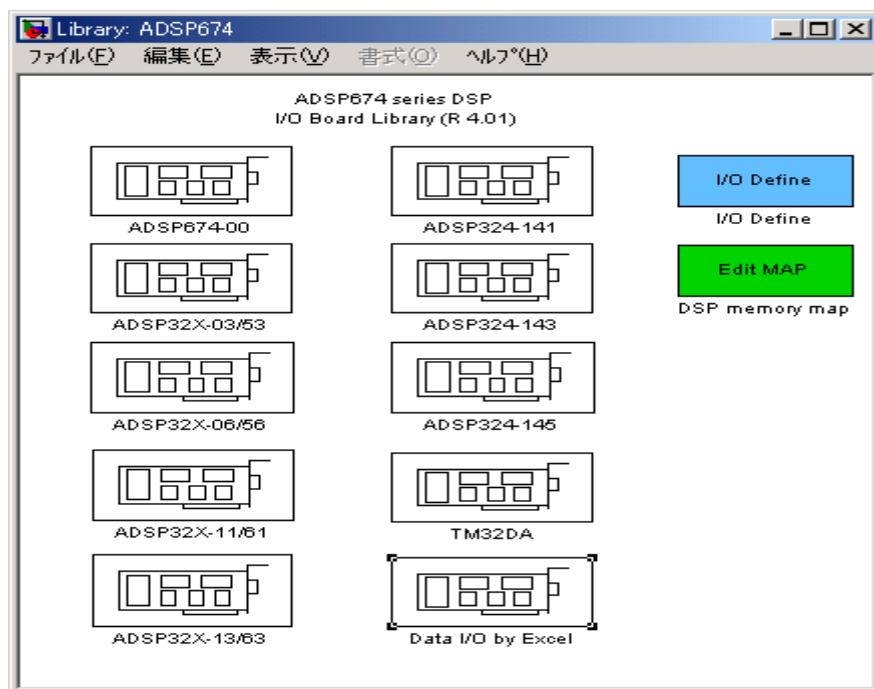 Library: ADSP674
ファイル(F) 編集(E) 表示(V) 書式(O) ヘルプ(H)
ADSP674 series DSP
I/O Board Library (R 4.01)
ADSP674-00
ADSP324-141
I/O Define
I/O Define
ADSP32X-03/53
ADSP324-143
Edit MAP
DSP memory map
ADSP32X-06/56
ADSP324-145
ADSP32X-11/61
TM32DA
ADSP32X-13/63
Data I/O by Excel